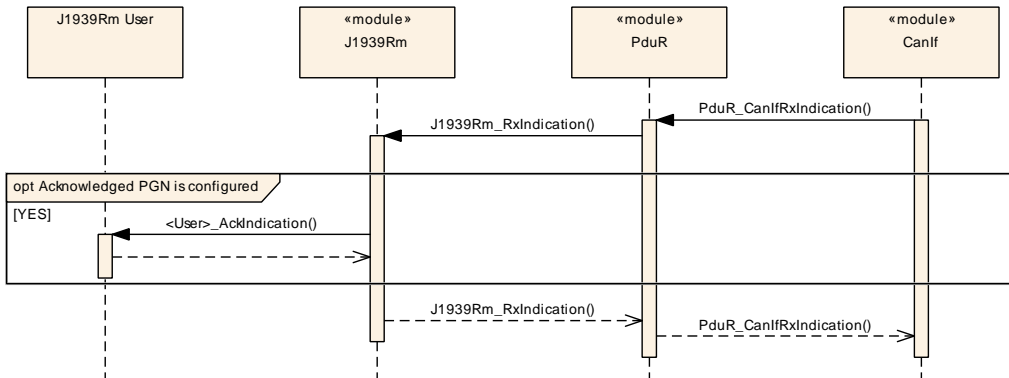 J1939Rm User
«module»
J1939Rm
«module»
PduR
«module»
CanIf
PduR_CanIfRxIndication()
J1939Rm_RxIndication()
opt Acknowledged PGN is configured
[YES]
<User>_AckIndication()
J1939Rm_RxIndication()
PduR_CanIfRxIndication()